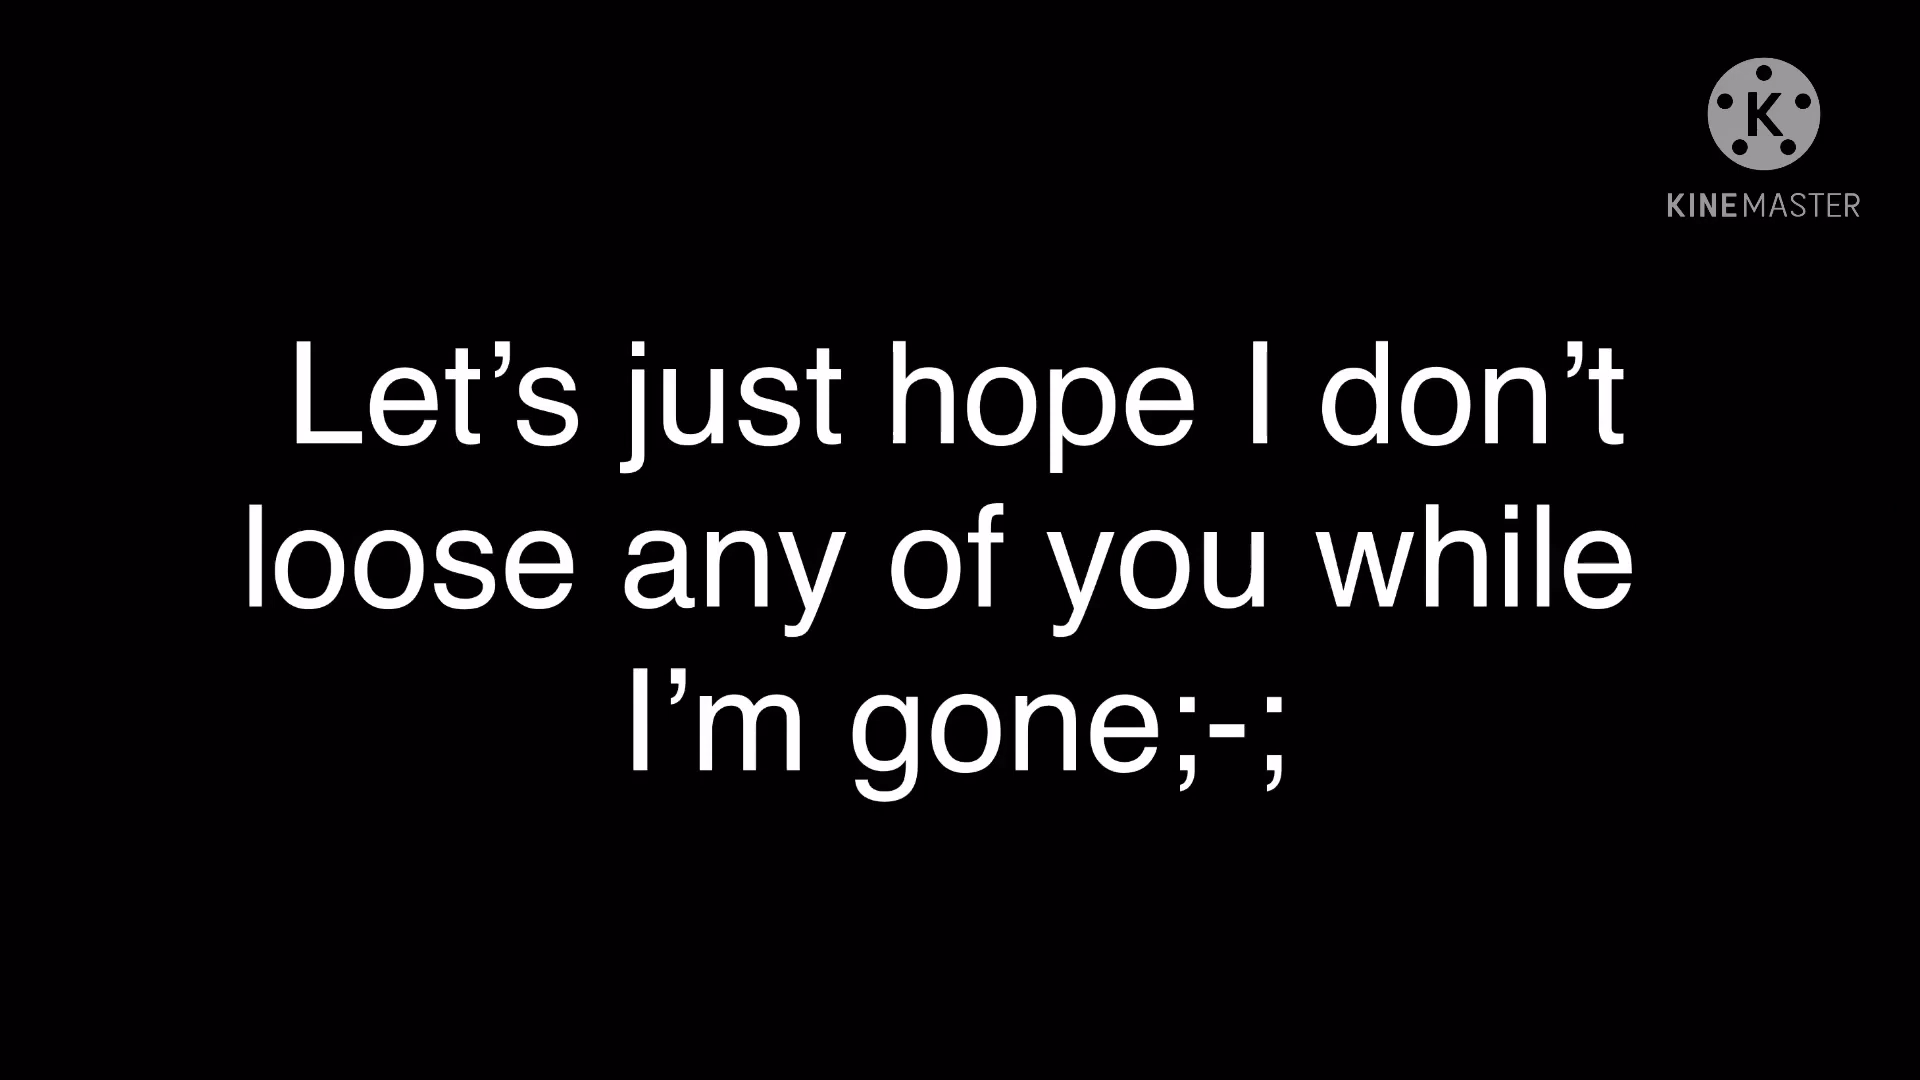 K
KINEMASTER
Let’s just hope I don’t
loose any of you while
I’m gone;-;